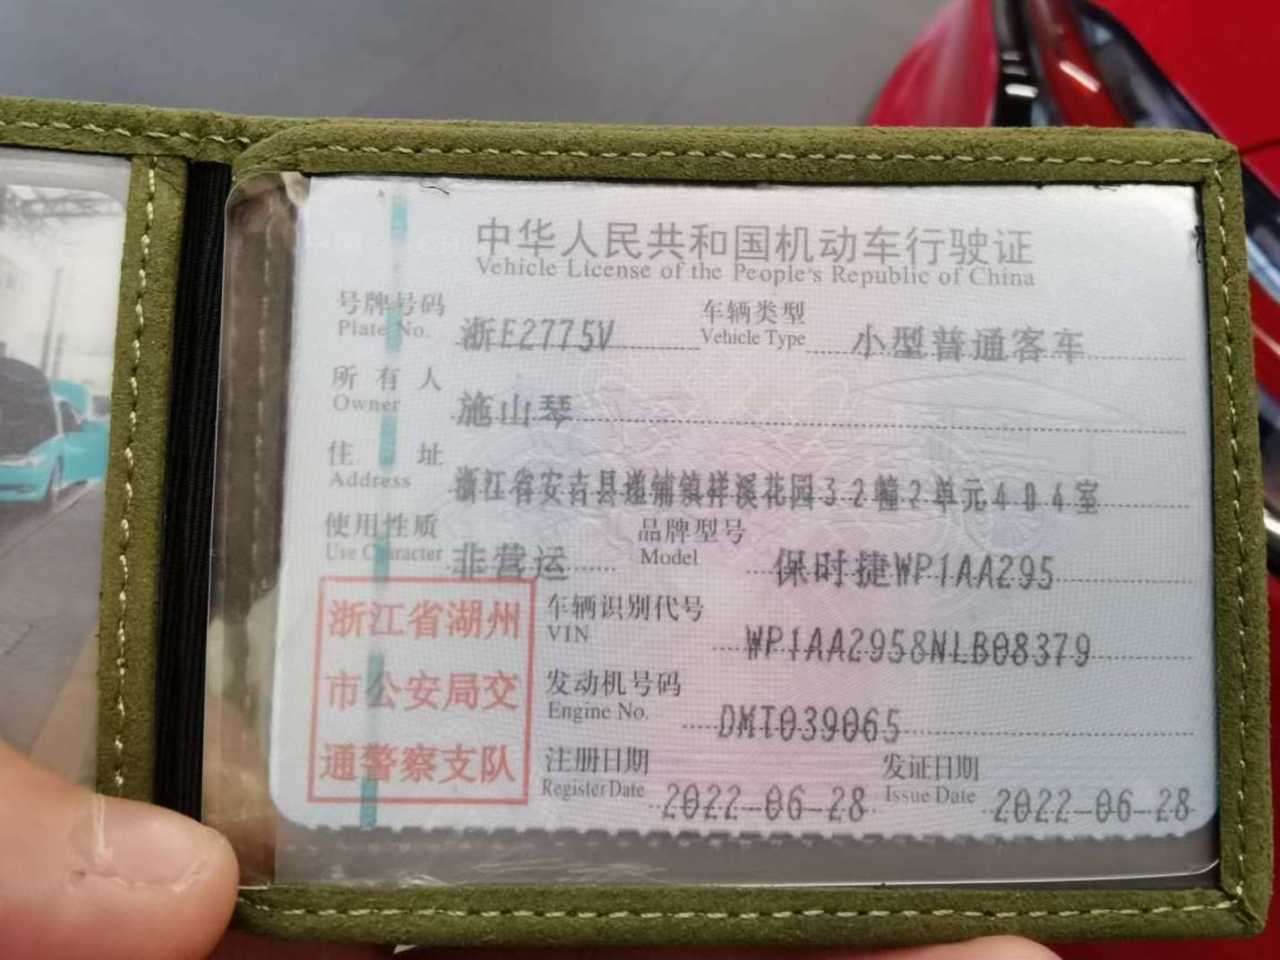 中华人民共和国机动车行驶证
Vehicle License of the People's Republic of China
号牌号码 浙E2775V 车辆类型 小型普通客车
Plate No. Vehicle Type
所有人 施山琴
Owner
住址 浙江省安吉县递铺镇祥溪花园32幢2单元404室
Address
使用性质 非营运 品牌型号 保时捷WP1AA295
Use Character Model
浙江省湖州
市公安局交
通警察支队
车辆识别代号 WP1AA2958NLB08379
VIN
发动机号码 DMT039065
Engine No.
注册日期 2022-06-28 发证日期 2022-06-28
Register Date Issue Date